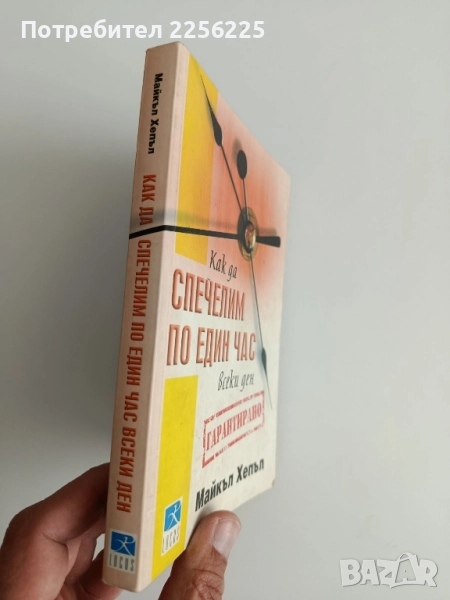 Потребител 2256225
Майкъл Хепъл
КАК ДА СПЕЧЕЛИМ ПО ЕДИН ЧАС ВСЕКИ ДЕН
LOCUS
Как да
СПЕЧЕЛИМ
ПО ЕДИН ЧАС
всеки ден
ГАРАНТИРАНО
Майкъл Хепъл
bazar